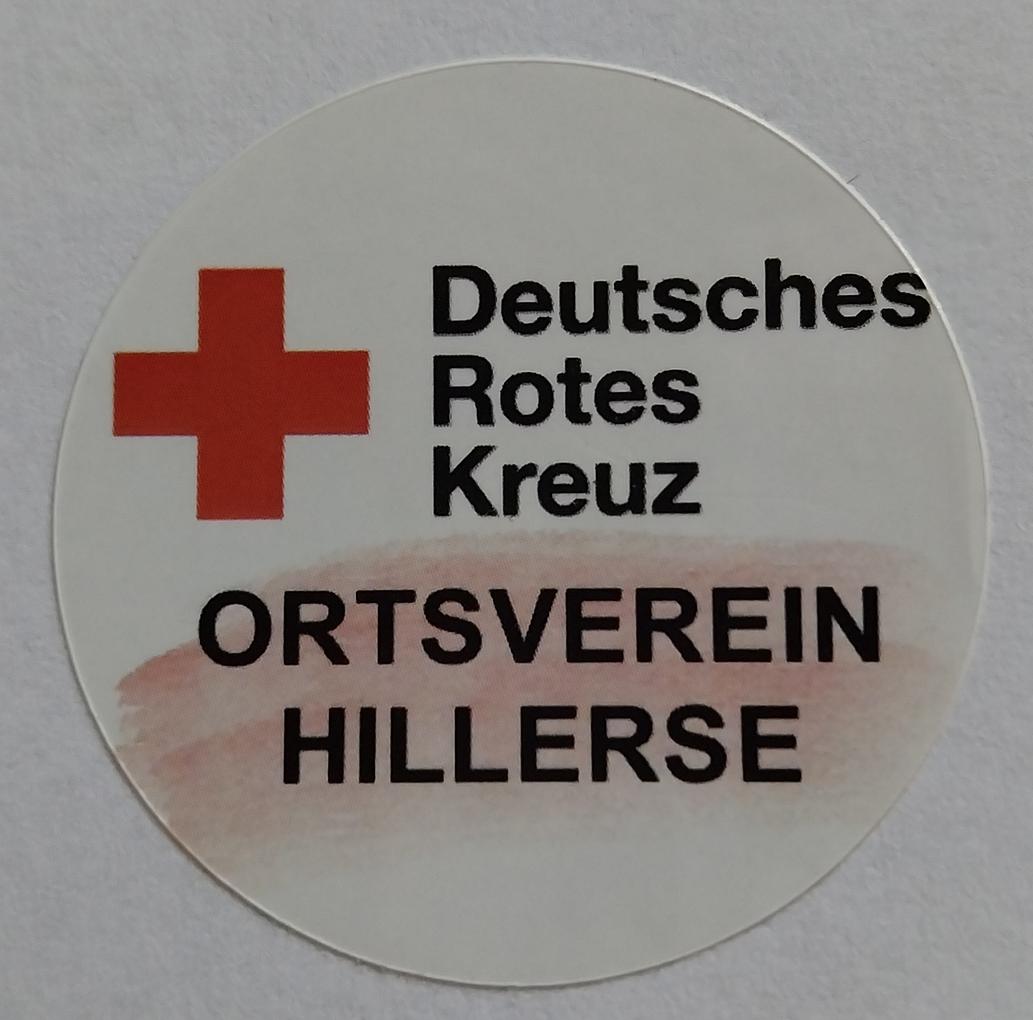 Deutsches
Rotes
Kreuz
ORTSVEREIN
HILLERSE